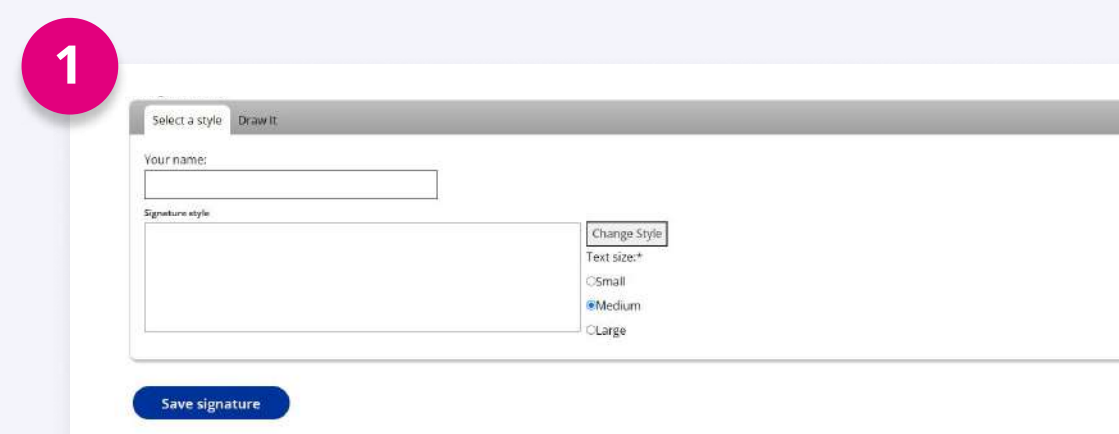 1
Select a style Draw It
Your name:
Signature style
Change Style
Text size:*
Small
Medium
Large
Save signature